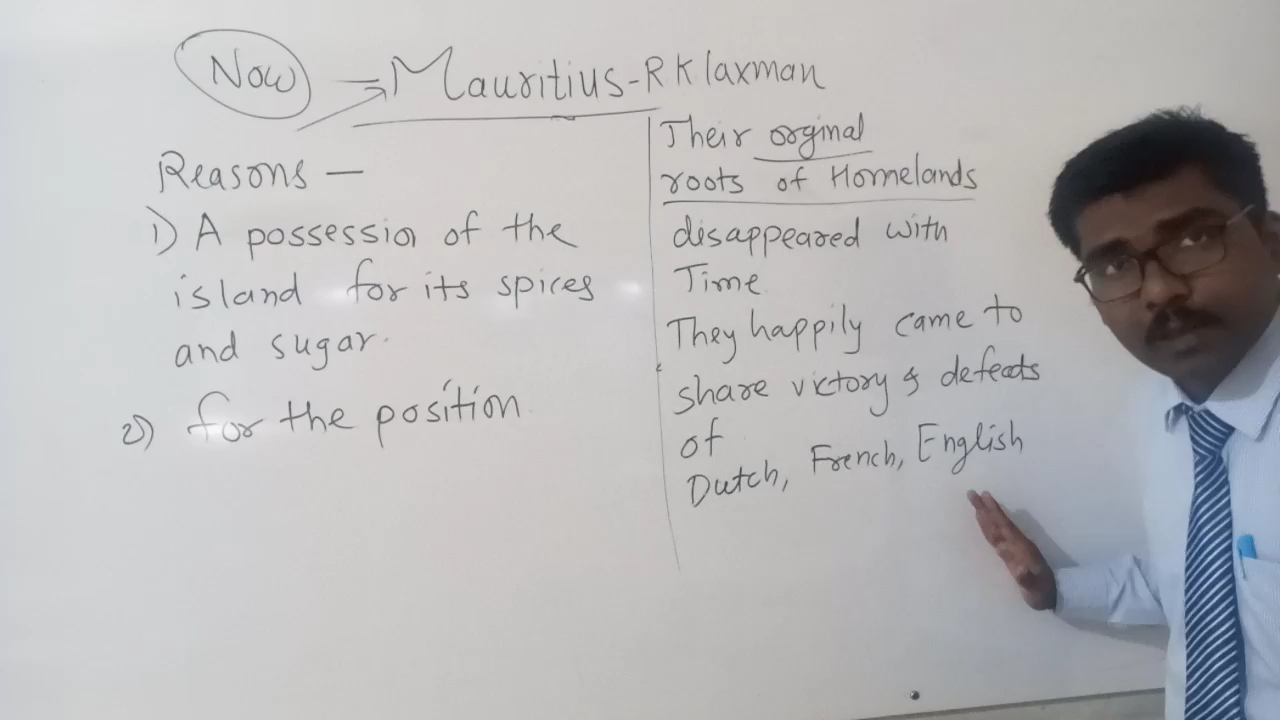 Now Mauritius-R K laxman
Reasons —
1) A possession of the
island for its spices
and sugar.
2) for the position
Their orginal
roots of Homelands
disappeared with
Time
They happily came to
share victory & defeats
of
Dutch, French, English